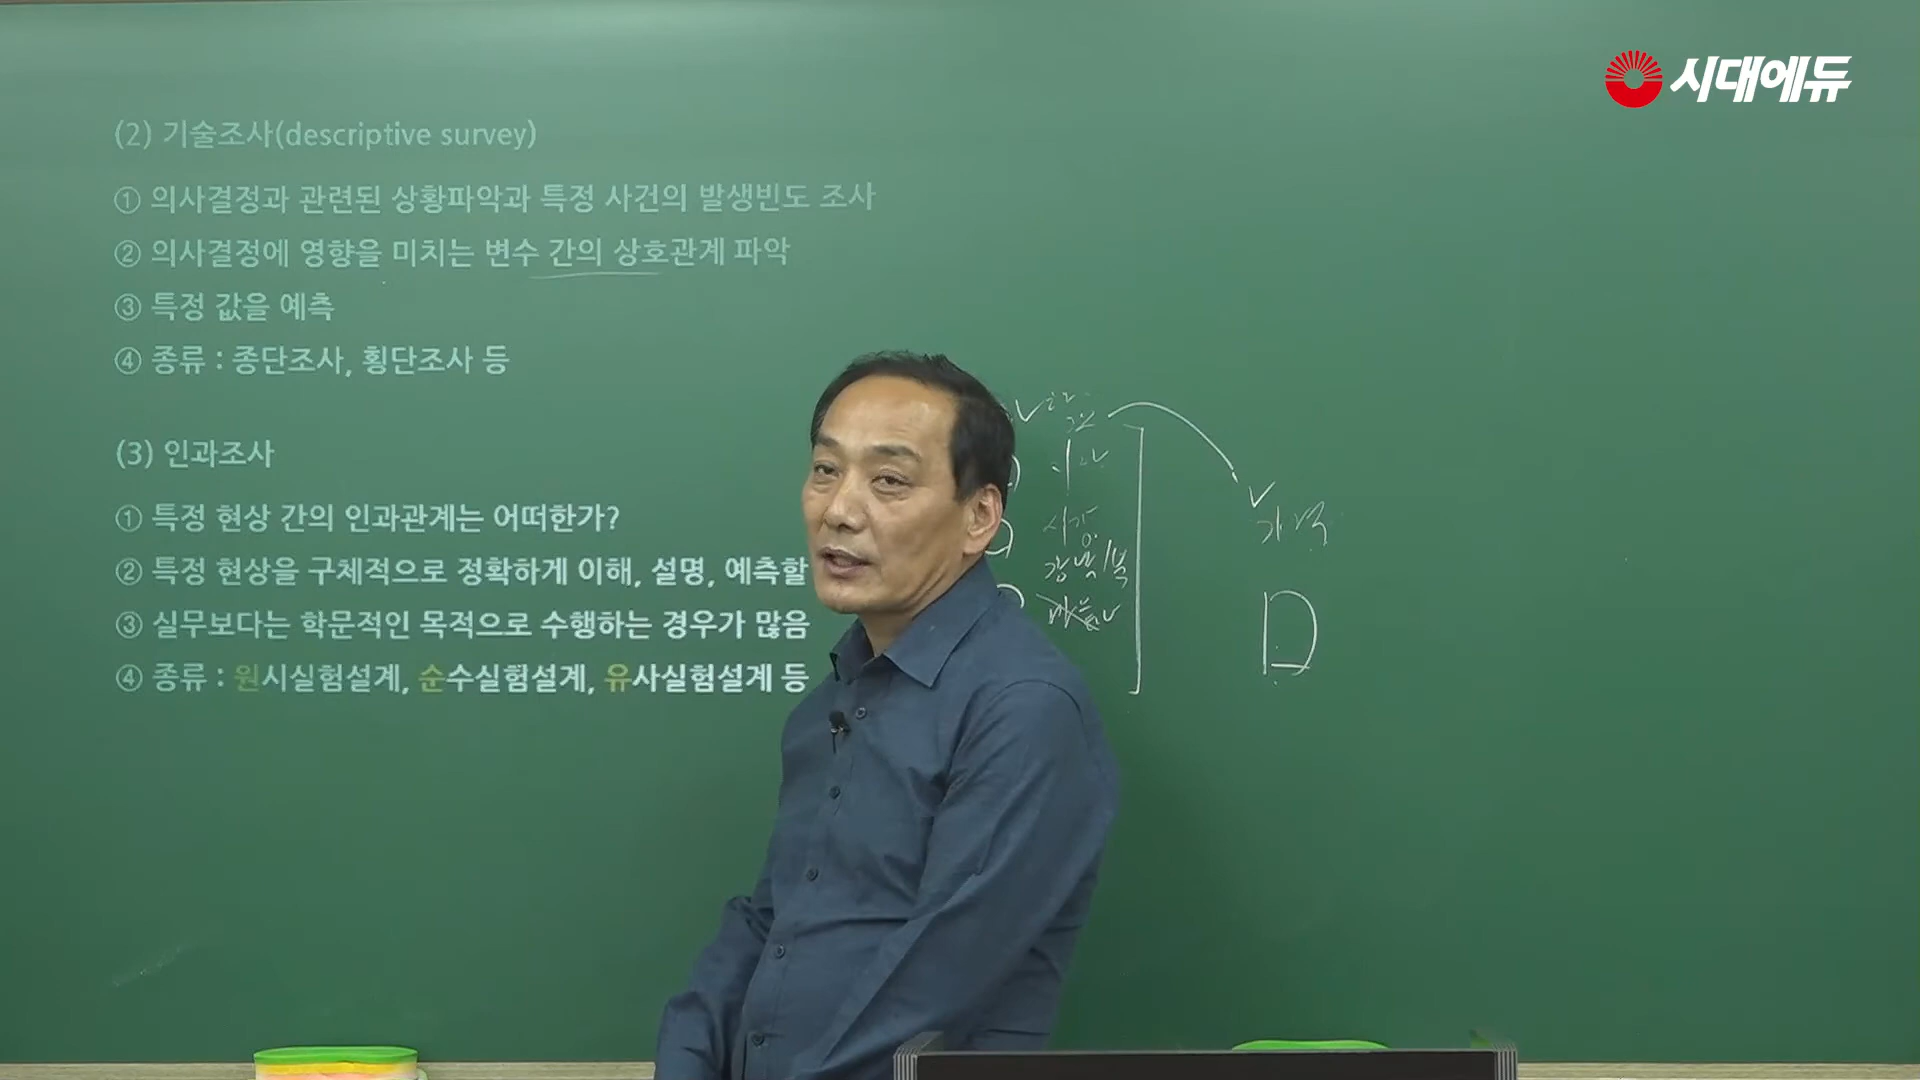 시대에듀
(2) 기술조사(descriptive survey)
① 의사결정과 관련된 상황파악과 특정 사건의 발생빈도 조사
② 의사결정에 영향을 미치는 변수 간의 상호관계 파악
③ 특정 값을 예측
④ 종류 : 종단조사, 횡단조사 등
(3) 인과조사
① 특정 현상 간의 인과관계는 어떠한가?
② 특정 현상을 구체적으로 정확하게 이해, 설명, 예측할
③ 실무보다는 학문적인 목적으로 수행하는 경우가 많음
④ 종류 : 원시실험설계, 순수실험설계, 유사실험설계 등
가격
강남/북
D